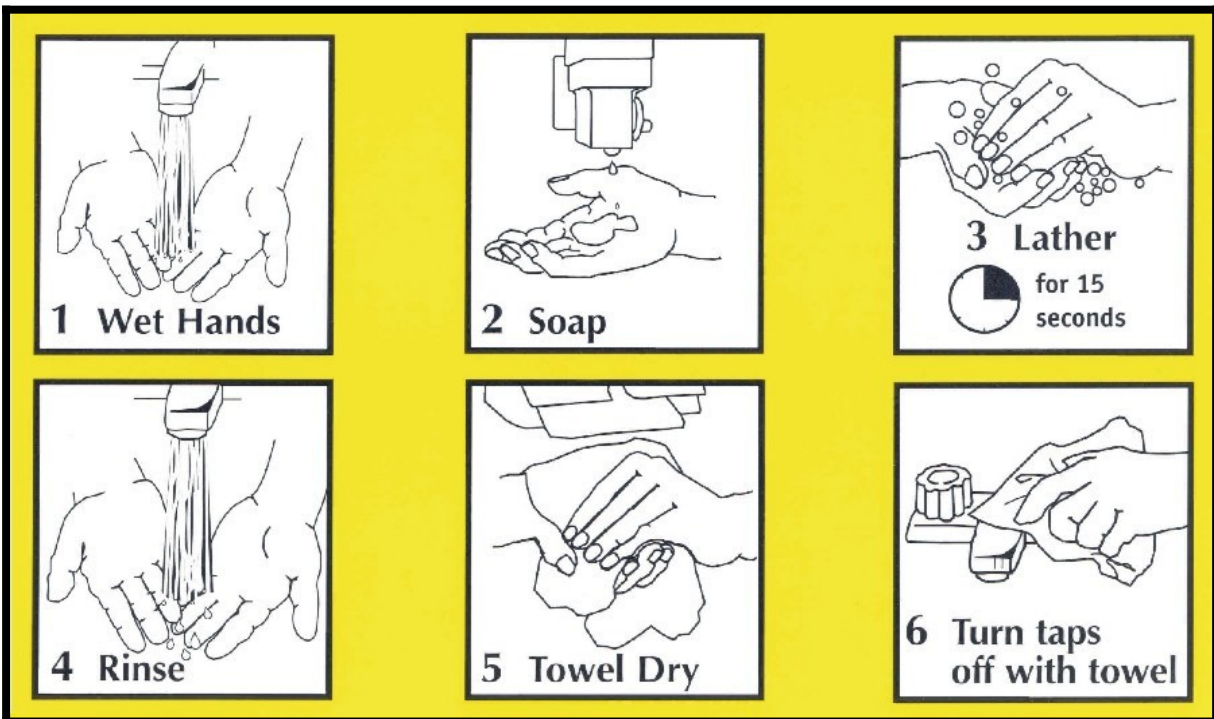 1 Wet Hands
2 Soap
3 Lather
for 15
seconds
4 Rinse
5 Towel Dry
6 Turn taps
off with towel